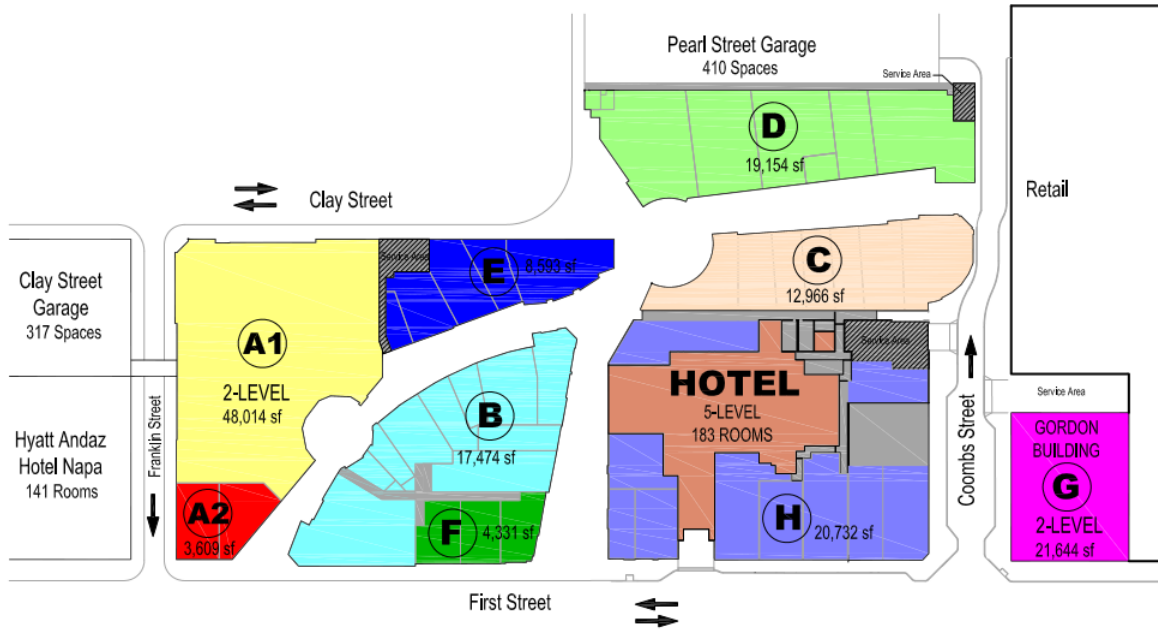 Pearl Street Garage
410 Spaces
Service Area
D
19,154 sf
Retail
Clay Street
Clay Street
Garage
317 Spaces
Service Area
E
8,593 sf
C
12,966 sf
A1
2-LEVEL
48,014 sf
Service Area
HOTEL
5-LEVEL
183 ROOMS
B
17,474 sf
Service Area
Hyatt Andaz
Hotel Napa
141 Rooms
Franklin Street
Coombs Street
GORDON
BUILDING
G
2-LEVEL
21,644 sf
A2
3,609 sf
F
4,331 sf
H
20,732 sf
First Street